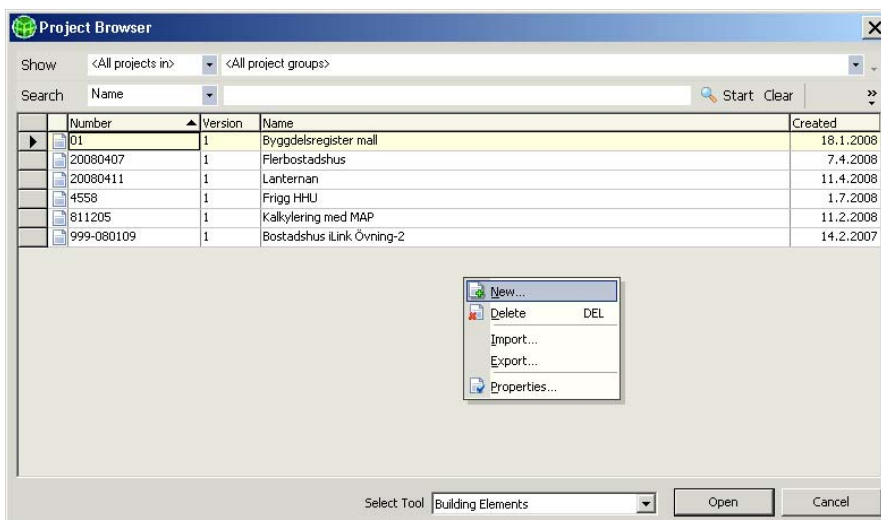 Project Browser
Show <All projects in> <All project groups>
Search Name Start Clear
Number Version Name Created
01 1 Byggdelsregister mall 18.1.2008
20080407 1 Flerbostadshus 7.4.2008
20080411 1 Lanternan 11.4.2008
4558 1 Frigg HHU 1.7.2008
811205 1 Kalkylering med MAP 11.2.2008
999-080109 1 Bostadshus iLink Övning-2 14.2.2007
New...
Delete DEL
Import...
Export...
Properties...
Select Tool Building Elements Open Cancel